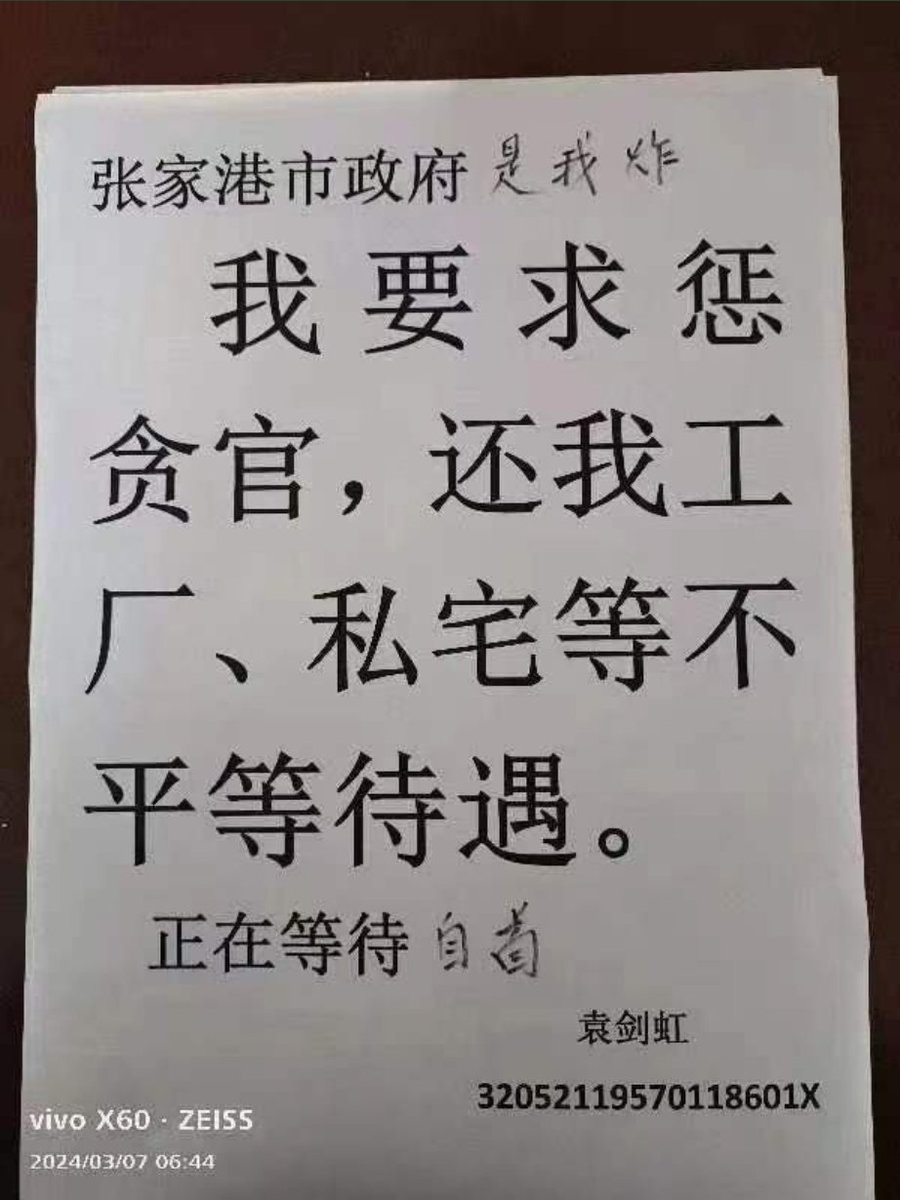 张家港市政府是我炸
我要求惩
贪官，还我工
厂、私宅等不
平等待遇。
正在等待自首
袁剑虹
32052119570118601X
vivo X60 · ZEISS
2024/03/07 06:44